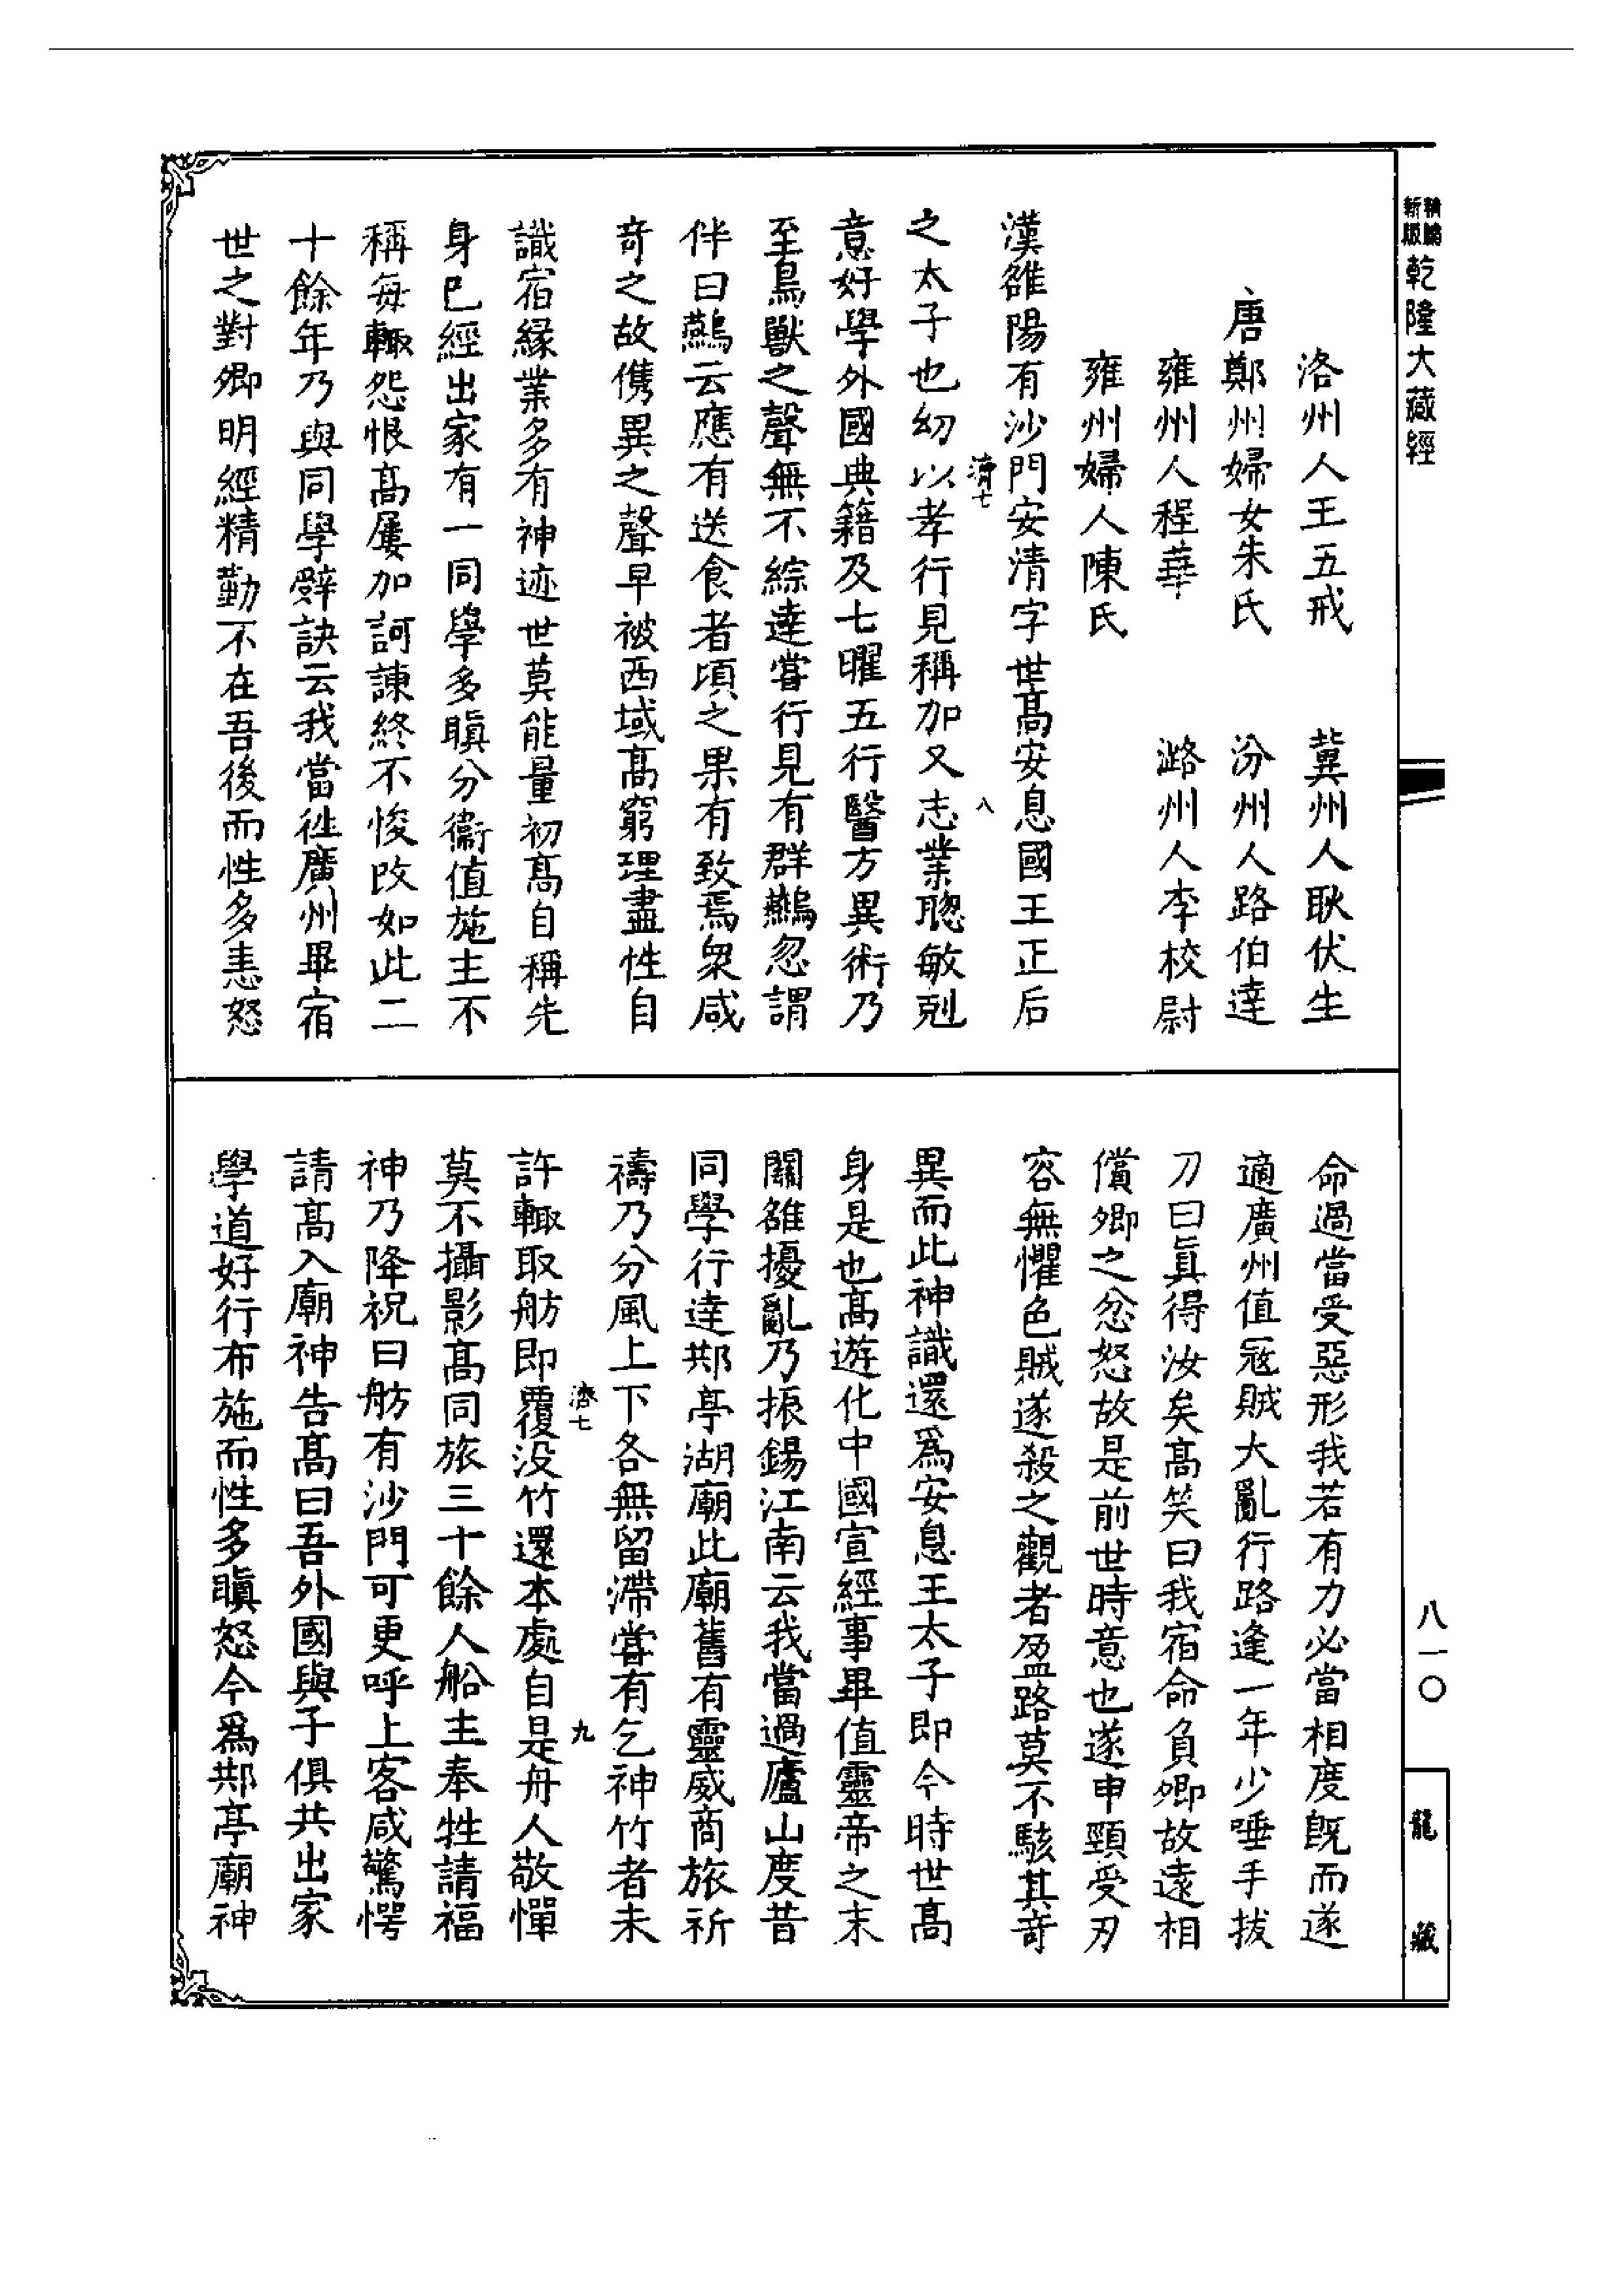 新版
乾隆大藏經
洛州人王五戒　冀州人耿伏生
唐鄭州婦女朱氏　汾州人路伯達
雍州人程華　潞州人李校尉
雍州婦人陳氏
漢雒陽有沙門安清字世髙安息國王正后
濟七　八
之太子也幼以孝行見稱加又志業聰敏剋
意好學外國典籍及七曜五行醫方異術乃
至鳥獸之聲無不綜達甞行見有群鷰忽謂
伴曰鷰云應有送食者頃之果有致焉衆咸
竒之故儁異之聲早被西域髙窮理盡性自
識宿縁業多有神迹世莫能量初髙自稱先
身巳經出家有一同學多瞋分衞值施主不
稱每輙怨恨髙屢加訶諫終不悛改如此二
十餘年乃與同學辭訣云我當徃廣州畢宿
世之對卿明經精勤不在吾後而性多恚怒
命過當受惡形我若有力必當相度旣而遂
適廣州值冦賊大亂行路逢一年少唾手拔
刀曰眞得汝矣髙笑曰我宿命負卿故遠相
償卿之忿怒故是前世時意也遂申頸受刃
容無懼色賊遂殺之觀者盈路莫不駭其竒
異而此神識還爲安息王太子即今時世髙
身是也髙遊化中國宣經事畢值靈帝之末
關雒擾亂乃振錫江南云我當過廬山度昔
同學行達䢼亭湖廟此廟舊有靈威商旅祈
禱乃分風上下各無留滯甞有乞神竹者未
許輙取舫即覆没竹還本處自是舟人敬憚
濟七　九
莫不攝影髙同旅三十餘人船主奉牲請福
神乃降祝曰舫有沙門可更呼上客咸驚愕
請髙入廟神告髙曰吾外國與子俱共出家
學道好行布施而性多瞋怒今爲䢼亭廟神
八一〇
龍藏